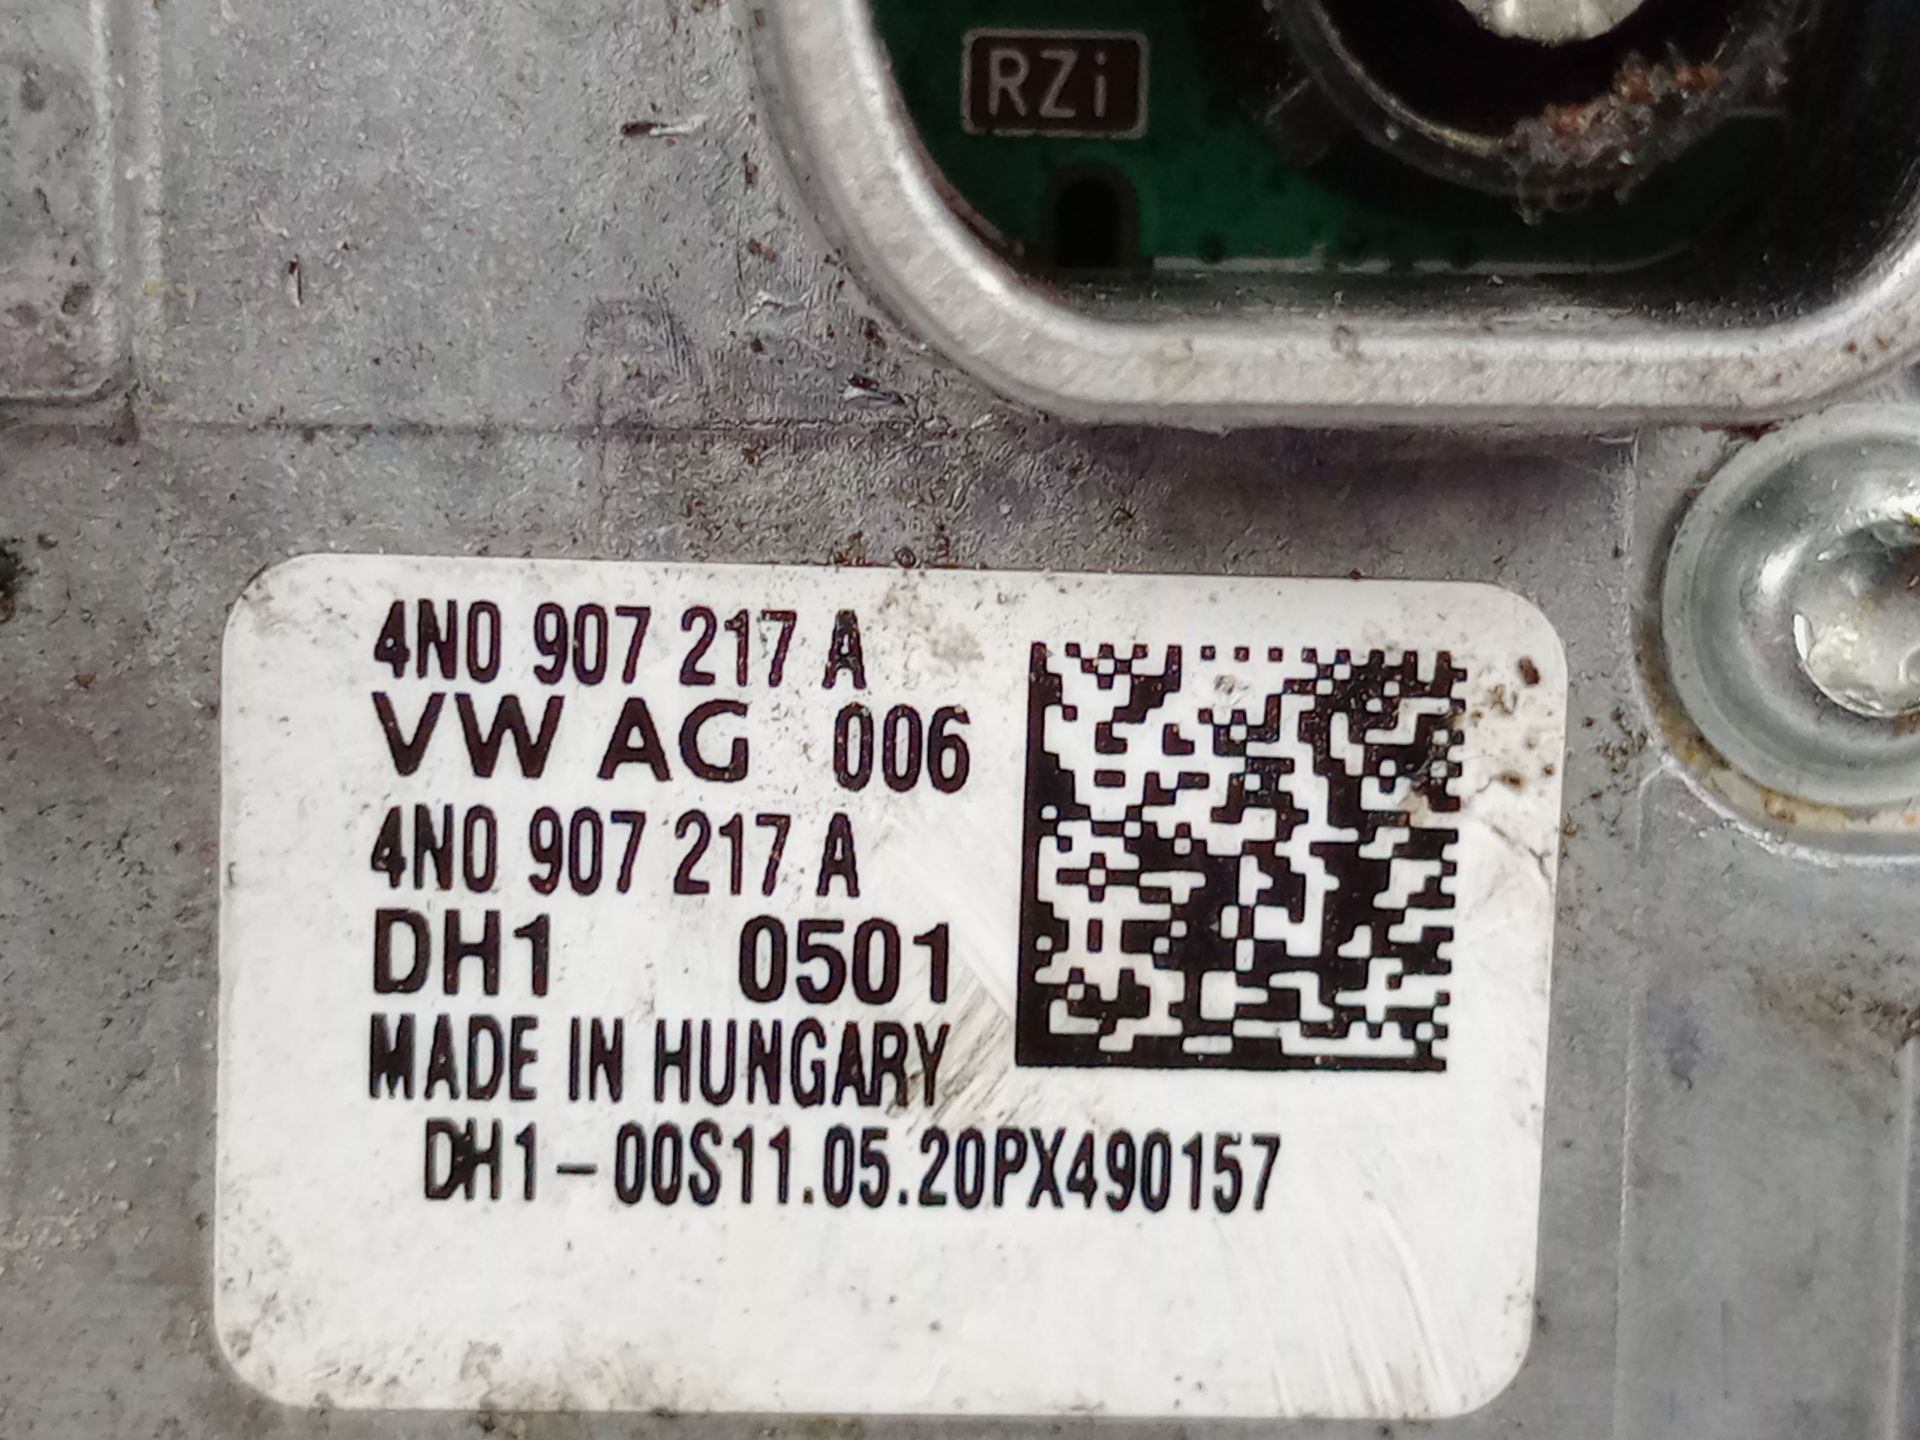 RZi
4N0 907 217 A
VW AG 006
4N0 907 217 A
DH1 0501
MADE IN HUNGARY
DH1-00S11.05.20PX490157